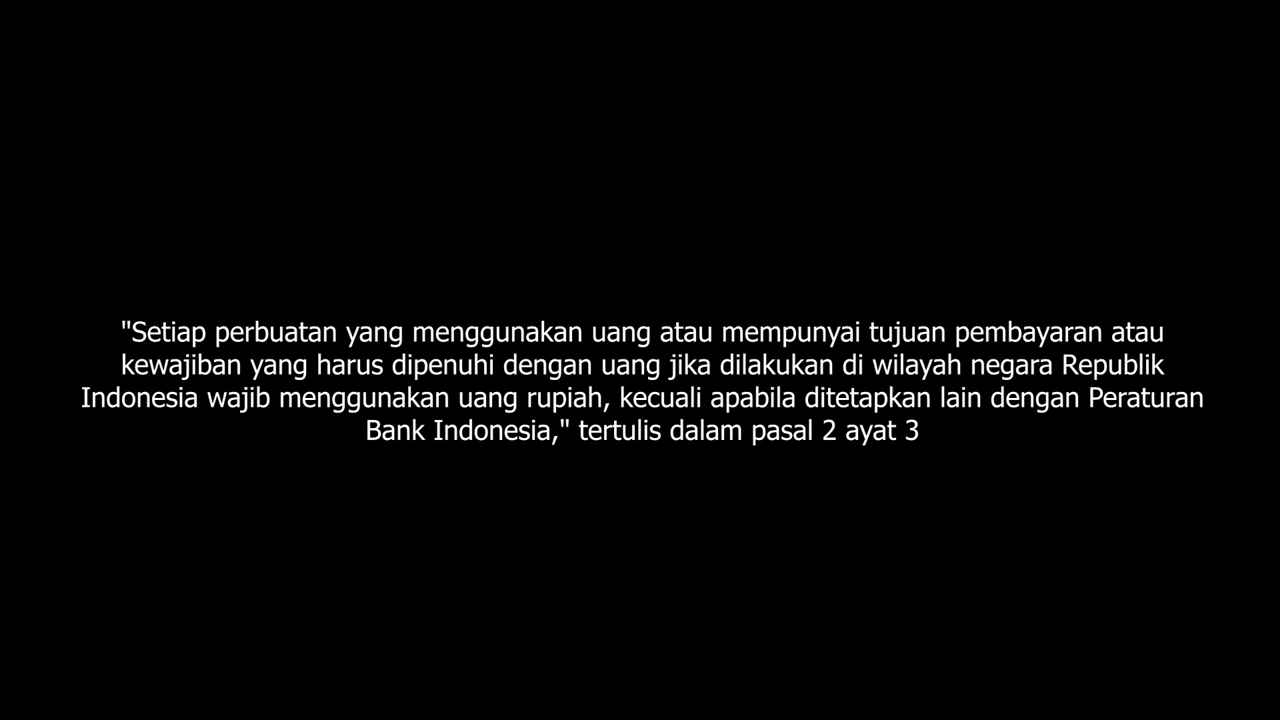 "Setiap perbuatan yang menggunakan uang atau mempunyai tujuan pembayaran atau
kewajiban yang harus dipenuhi dengan uang jika dilakukan di wilayah negara Republik
Indonesia wajib menggunakan uang rupiah, kecuali apabila ditetapkan lain dengan Peraturan
Bank Indonesia," tertulis dalam pasal 2 ayat 3